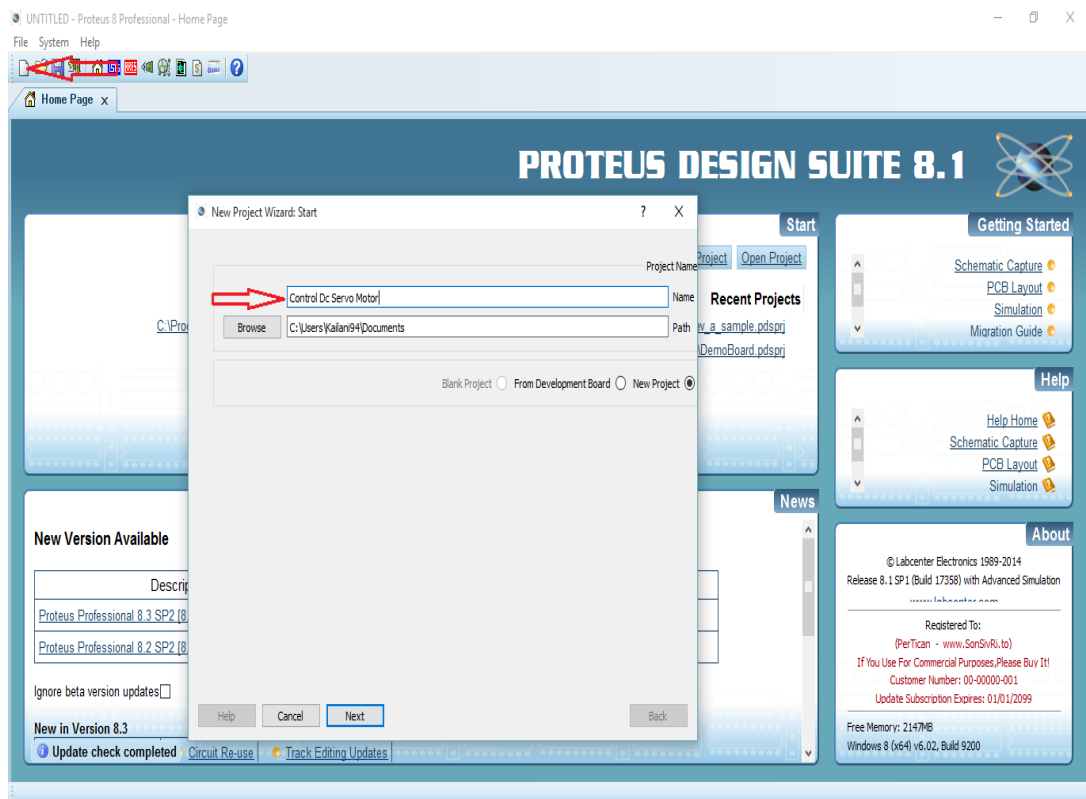 UNTITLED - Proteus 8 Professional - Home Page
File System Help
Home Page x
PROTEUS DESIGN SUITE 8.1
New Project Wizard: Start ? X
Project Name
Control Dc Servo Motor Name
Browse C:\Users\Kailani94\Documents Path
Blank Project From Development Board New Project
Help Cancel Next Back
Start
Project Open Project
Recent Projects
C:\Pro
v_a_sample.pdsprj
\DemoBoard.pdsprj
Getting Started
Schematic Capture
PCB Layout
Simulation
Migration Guide
Help
Help Home
Schematic Capture
PCB Layout
Simulation
News
New Version Available
Descrip
Proteus Professional 8.3 SP2 [8.
Proteus Professional 8.2 SP2 [8.
Ignore beta version updates
New in Version 8.3
Update check completed Circuit Re-use Track Editing Updates
About
© Labcenter Electronics 1989-2014
Release 8.1 SP1 (Build 17358) with Advanced Simulation
Registered To:
(PerTican - www.SonSivRi.to)
If You Use For Commercial Purposes,Please Buy It!
Customer Number: 00-00000-001
Update Subscription Expires: 01/01/2099
Free Memory: 2147MB
Windows 8 (x64) v6.02, Build 9200